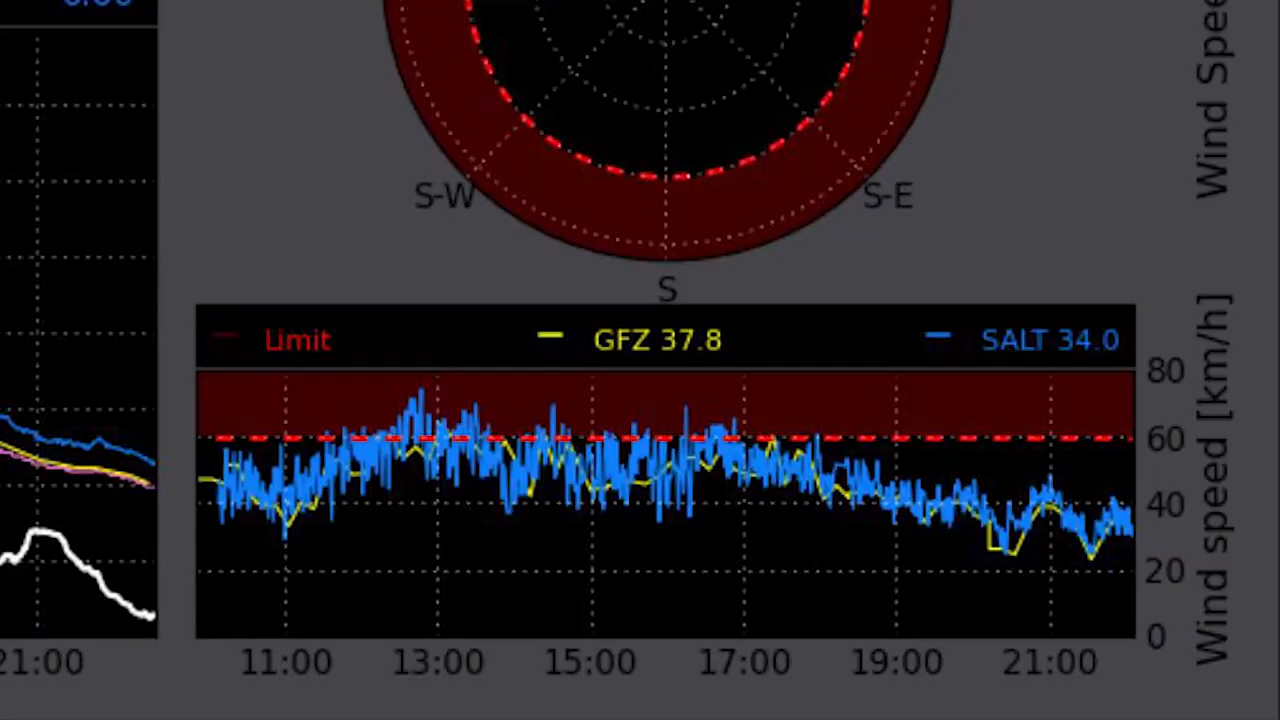 Wind Spee
S-W
S-E
S
Limit
GFZ 37.8
SALT 34.0
80
60
40
20
0
Wind speed [km/h]
21:00
11:00
13:00
15:00
17:00
19:00
21:00